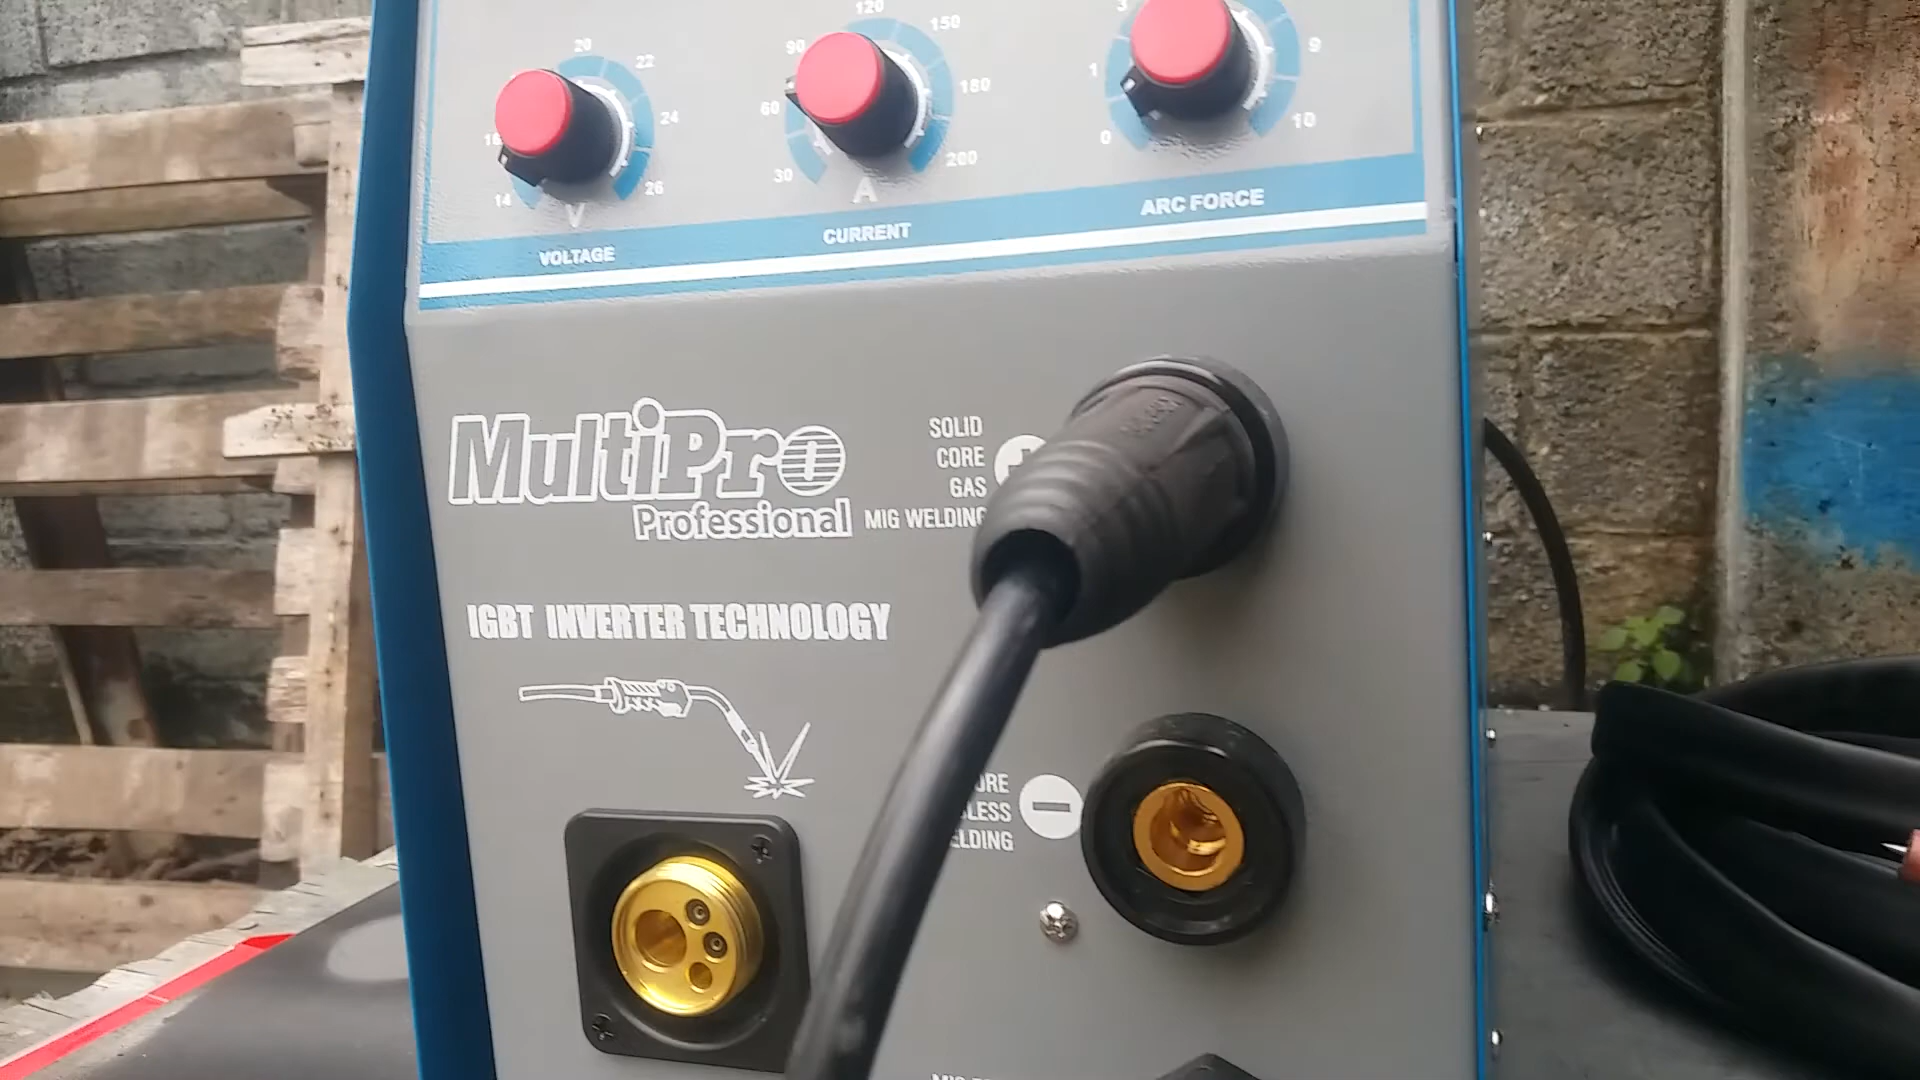 20
22
24
26
14
V
VOLTAGE
120
90
150
60
180
30
200
A
CURRENT
3
1
9
0
10
ARC FORCE
MultiPro
Professional
SOLID
CORE
GAS
MIG WELDING
IGBT INVERTER TECHNOLOGY